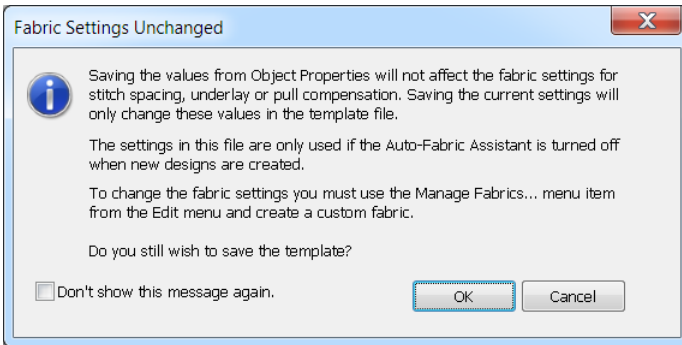 Fabric Settings Unchanged
Saving the values from Object Properties will not affect the fabric settings for
stitch spacing, underlay or pull compensation. Saving the current settings will
only change these values in the template file.
The settings in this file are only used if the Auto-Fabric Assistant is turned off
when new designs are created.
To change the fabric settings you must use the Manage Fabrics... menu item
from the Edit menu and create a custom fabric.
Do you still wish to save the template?
Don't show this message again.
OK
Cancel